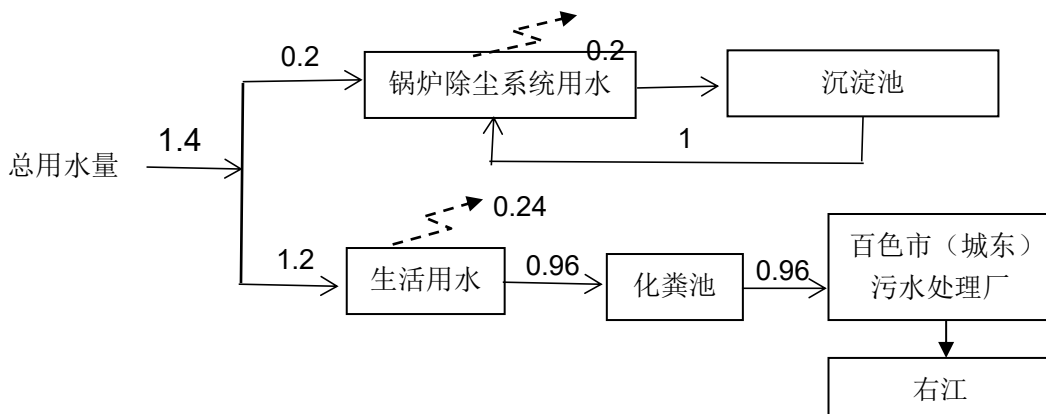 0.2
0.2
锅炉除尘系统用水
沉淀池
1
总用水量
1.4
0.24
1.2
生活用水
0.96
化粪池
0.96
百色市（城东）
污水处理厂
右江